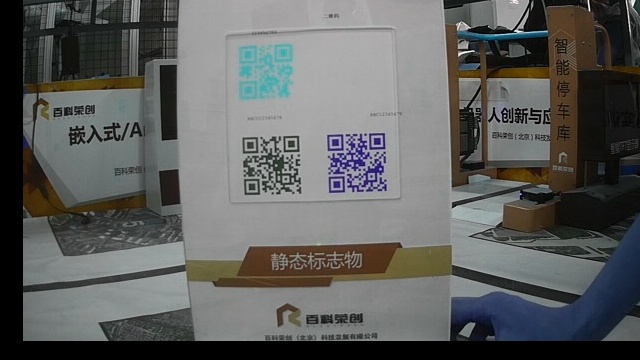 二维码
静态标志物
百科荣创
百科荣创（北京）科技发展有限公司
百科荣创
嵌入式/A
百科荣创
人创新与应
百科荣创（北京）科技发
智能停车库
百科荣创